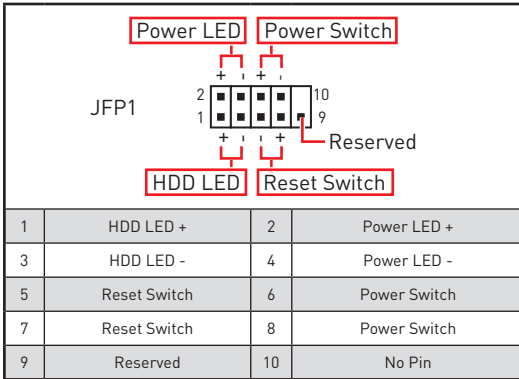 Power LED Power Switch
+ - + -
JFP1
2 10
1 9
+ - - +
Reserved
HDD LED Reset Switch
1 HDD LED + 2 Power LED +
3 HDD LED - 4 Power LED -
5 Reset Switch 6 Power Switch
7 Reset Switch 8 Power Switch
9 Reserved 10 No Pin